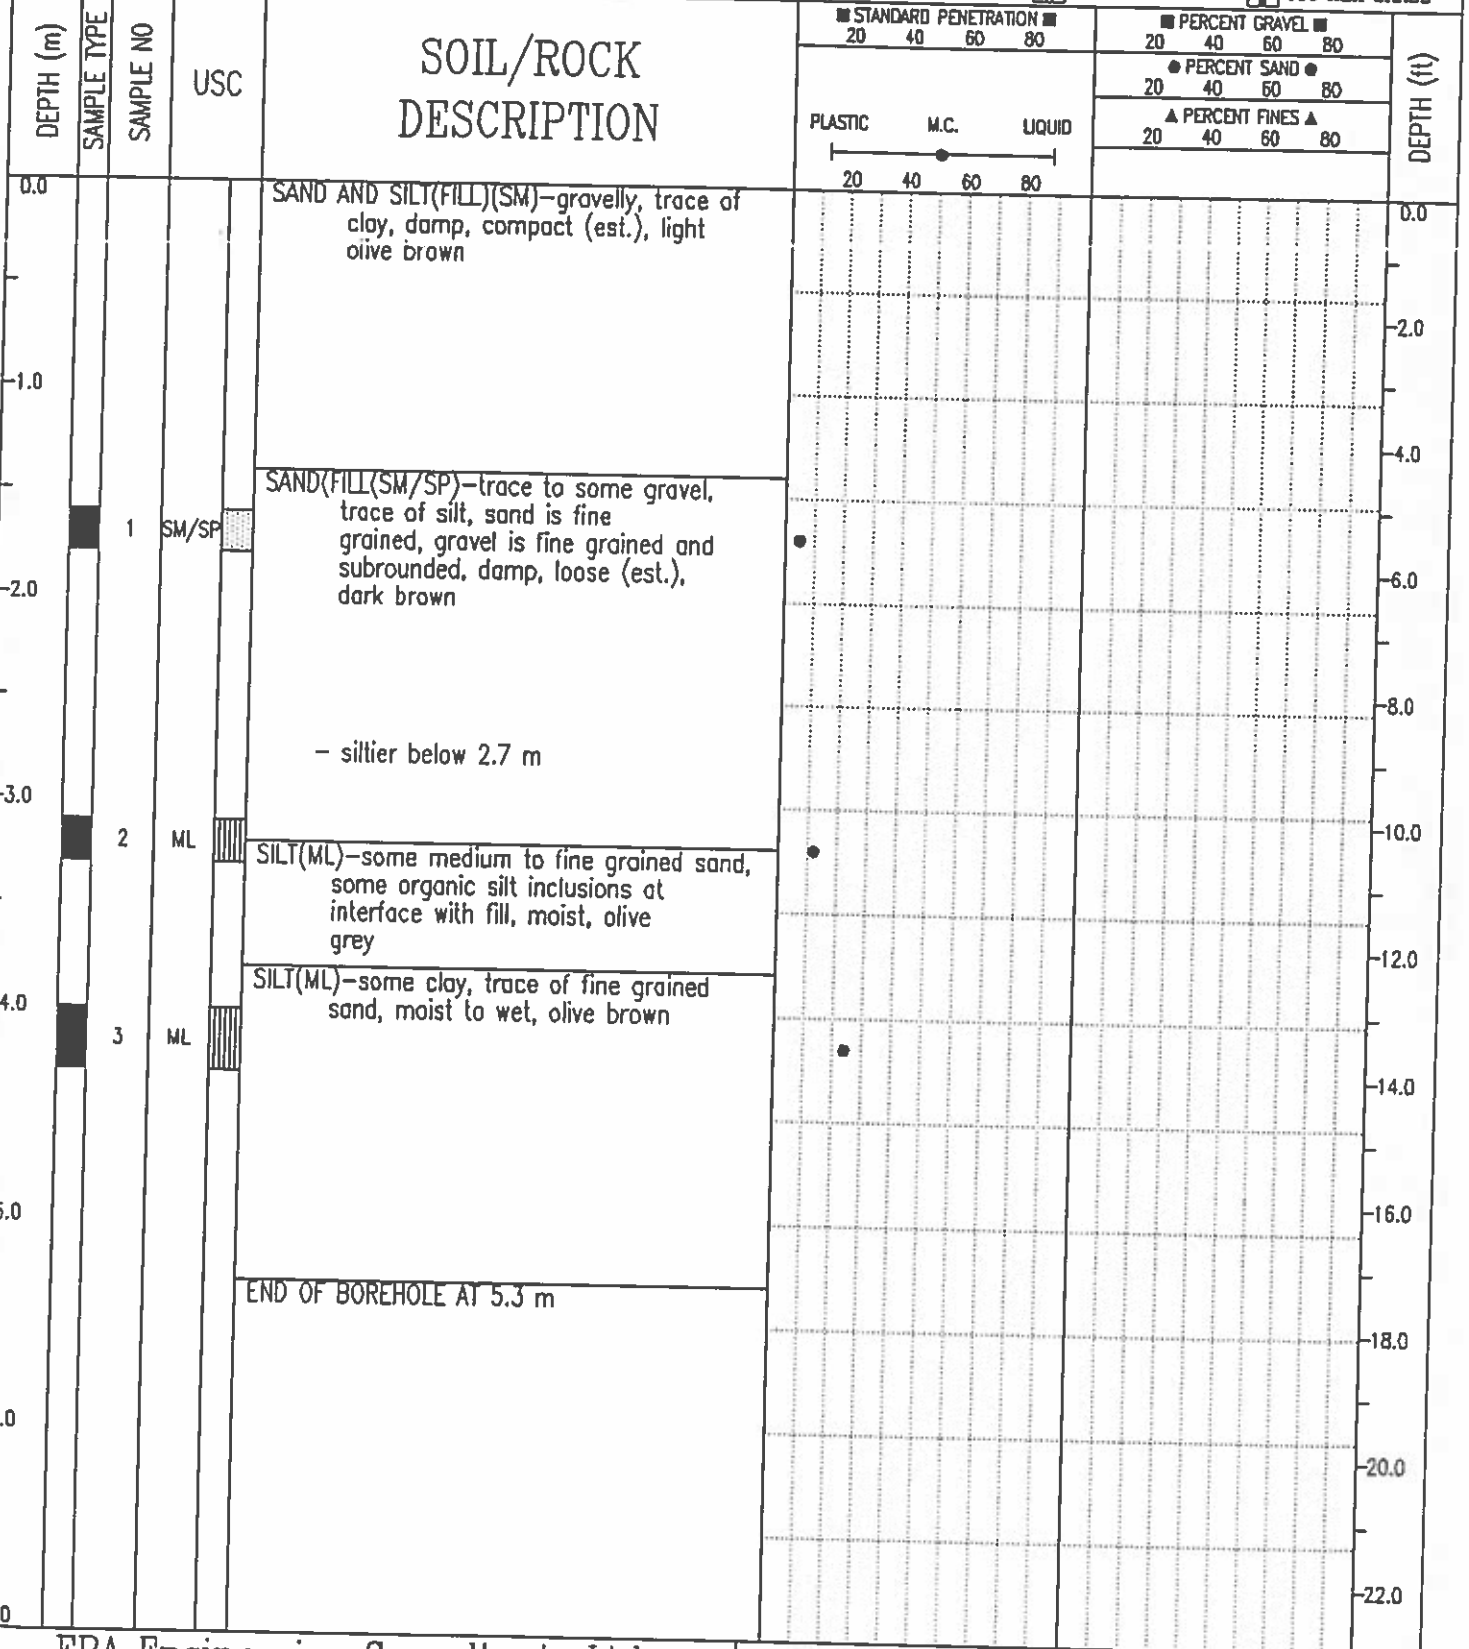 DEPTH (m)
SAMPLE TYPE
SAMPLE NO
USC
SOIL/ROCK
DESCRIPTION
■ STANDARD PENETRATION ■
20 40 60 80
PLASTIC M.C. LIQUID
20 40 60 80
■ PERCENT GRAVEL ■
20 40 60 80
● PERCENT SAND ●
20 40 60 80
▲ PERCENT FINES ▲
20 40 60 80
DEPTH (ft)
0.0
SAND AND SILT(FILL)(SM)-gravelly, trace of
clay, damp, compact (est.), light
olive brown
0.0
2.0
1.0
4.0
SAND(FILL(SM/SP)-trace to some gravel,
trace of silt, sand is fine
1 SM/SP
grained, gravel is fine grained and
subrounded, damp, loose (est.),
dark brown
6.0
2.0
8.0
- siltier below 2.7 m
3.0
10.0
2 ML
SILT(ML)-some medium to fine grained sand,
some organic silt inclusions at
interface with fill, moist, olive
grey
12.0
SILT(ML)-some clay, trace of fine grained
sand, moist to wet, olive brown
4.0
3 ML
14.0
5.0
16.0
END OF BOREHOLE AT 5.3 m
18.0
.0
20.0
22.0
0